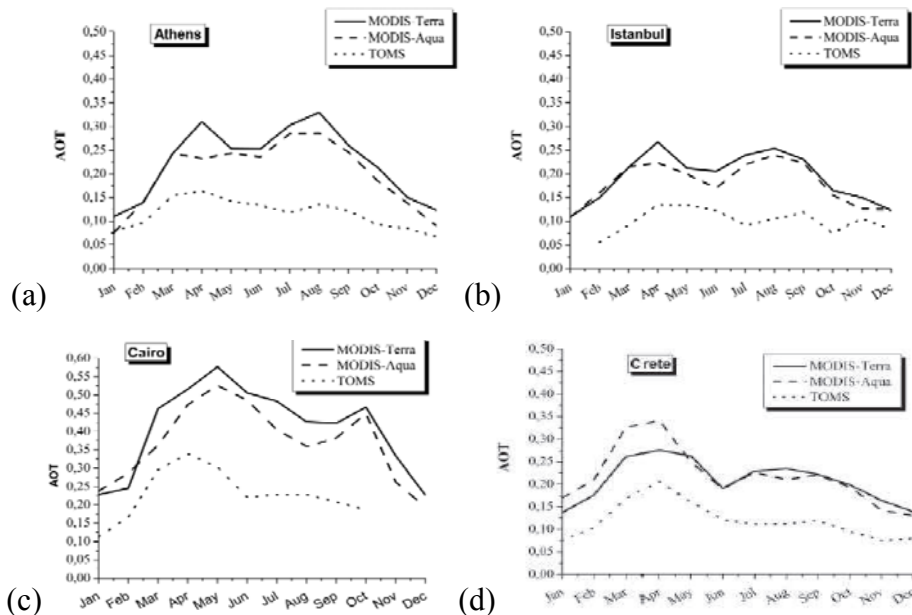 Athens
MODIS-Terra
MODIS-Aqua
TOMS
0,50
0,45
0,40
0,35
0,30
0,25
0,20
0,15
0,10
0,05
0,00
AOT
Jan Feb Mar Apr May Jun Jul Aug Sep Oct Nov Dec
(a)
Istanbul
MODIS-Terra
MODIS-Aqua
TOMS
0,50
0,45
0,40
0,35
0,30
0,25
0,20
0,15
0,10
0,05
0,00
AOT
Jan Feb Mar Apr May Jun Jul Aug Sep Oct Nov Dec
(b)
Cairo
MODIS-Terra
MODIS-Aqua
TOMS
0,60
0,55
0,50
0,45
0,40
0,35
0,30
0,25
0,20
0,15
0,10
0,05
0,00
AOT
Jan Feb Mar Apr May Jun Jul Aug Sep Oct Nov Dec
(c)
C rete
MODIS-Terra
MODIS-Aqua
TOMS
0,50
0,45
0,40
0,35
0,30
0,25
0,20
0,15
0,10
0,05
0,00
AOT
Jan Feb Mar Apr May Jun Jul Aug Sep Oct Nov Dec
(d)